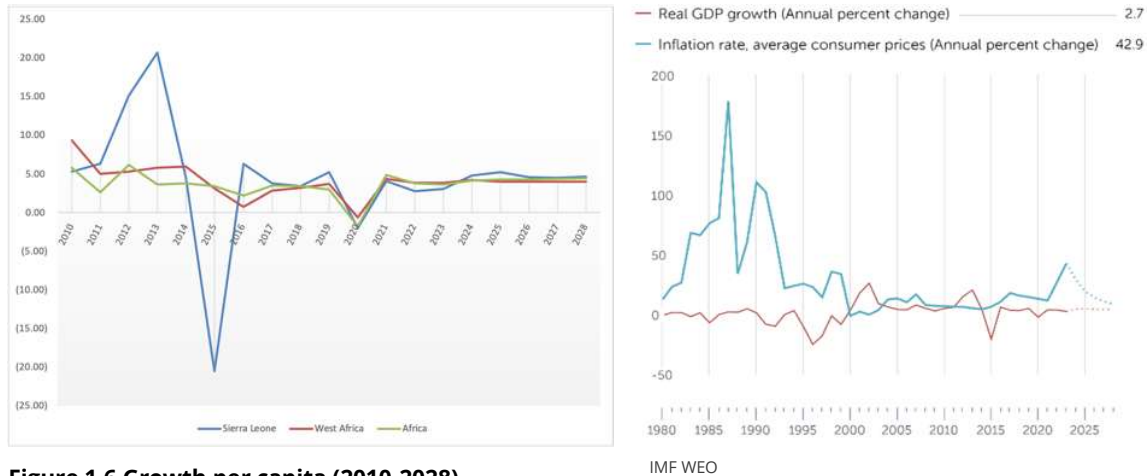 25.00
20.00
15.00
10.00
5.00
0.00
(5.00)
(10.00)
(15.00)
(20.00)
(25.00)
2010 2011 2012 2013 2014 2015 2016 2017 2018 2019 2020 2021 2022 2023 2024 2025 2026 2027 2028
Sierra Leone West Africa Africa
Real GDP growth (Annual percent change) 2.7
Inflation rate, average consumer prices (Annual percent change) 42.9
200
150
100
50
0
-50
1980 1985 1990 1995 2000 2005 2010 2015 2020 2025
IMF WEO
Figure 1.6 Growth per capita (2010-2028)